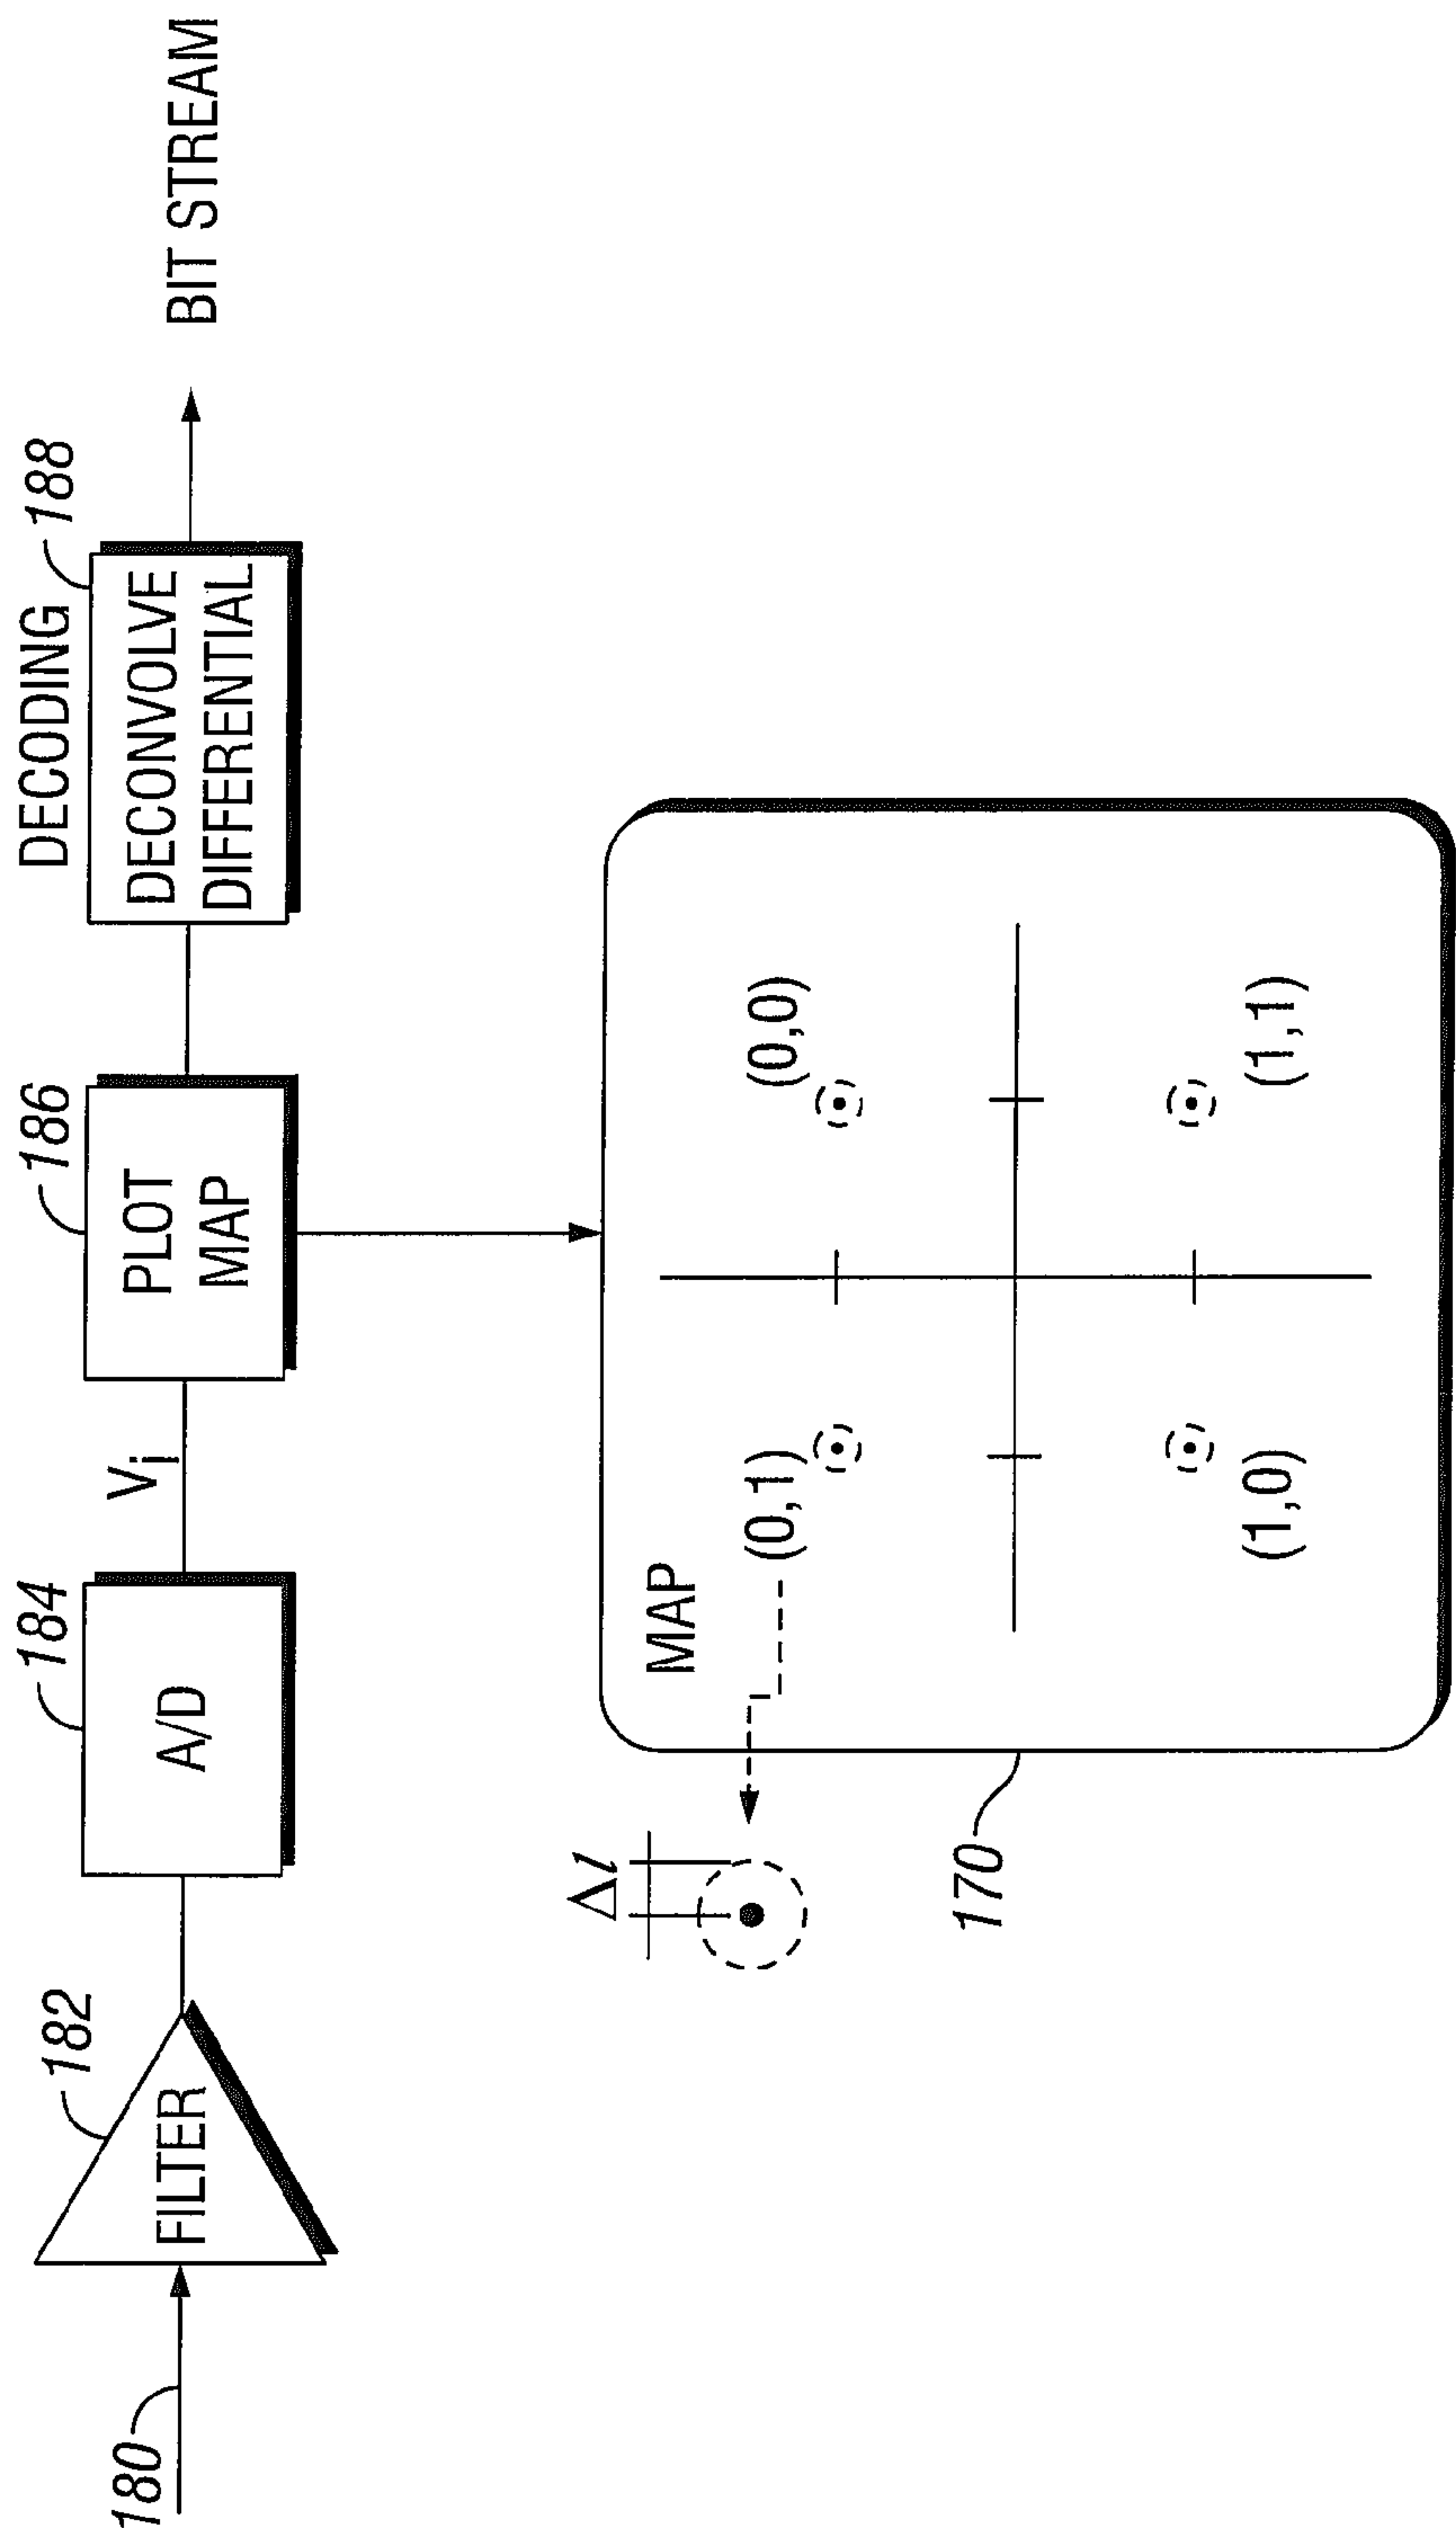 180
182
FILTER
184
A/D
Vi
186
PLOT
MAP
DECODING
188
DECONVOLVE
DIFFERENTIAL
BIT STREAM
Δl
170
MAP
(0,1)
(0,0)
(1,0)
(1,1)